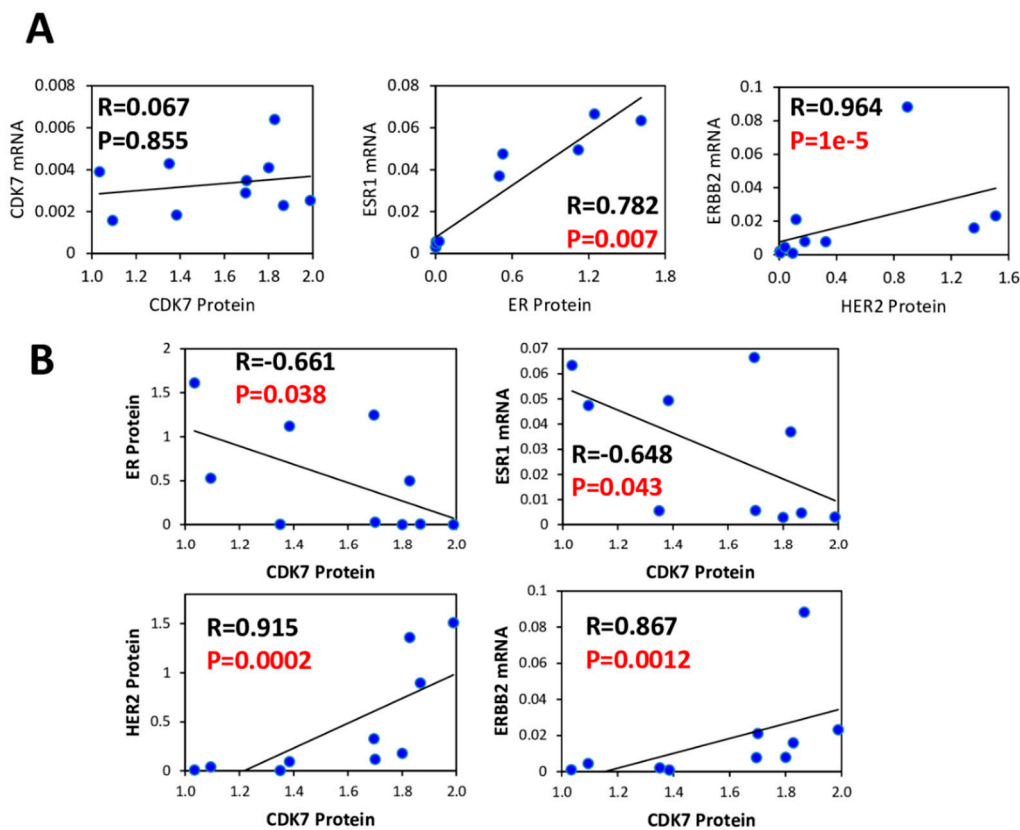 A
0.008
0.006
0.004
0.002
0
R=0.067
P=0.855
CDK7 mRNA
1.0 1.2 1.4 1.6 1.8 2.0
CDK7 Protein
0.08
0.06
0.04
0.02
0
R=0.782
P=0.007
ESR1 mRNA
0.0 0.6 1.2 1.8
ER Protein
0.1
0.08
0.06
0.04
0.02
0
R=0.964
P=1e-5
ERBB2 mRNA
0.0 0.4 0.8 1.2 1.6
HER2 Protein
B
2
1.5
1
0.5
0
R=-0.661
P=0.038
ER Protein
1.0 1.2 1.4 1.6 1.8 2.0
CDK7 Protein
0.07
0.06
0.05
0.04
0.03
0.02
0.01
0
R=-0.648
P=0.043
ESR1 mRNA
1.0 1.2 1.4 1.6 1.8 2.0
CDK7 Protein
1.5
1
0.5
0
R=0.915
P=0.0002
HER2 Protein
1.0 1.2 1.4 1.6 1.8 2.0
CDK7 Protein
0.1
0.08
0.06
0.04
0.02
0
R=0.867
P=0.0012
ERBB2 mRNA
1.0 1.2 1.4 1.6 1.8 2.0
CDK7 Protein